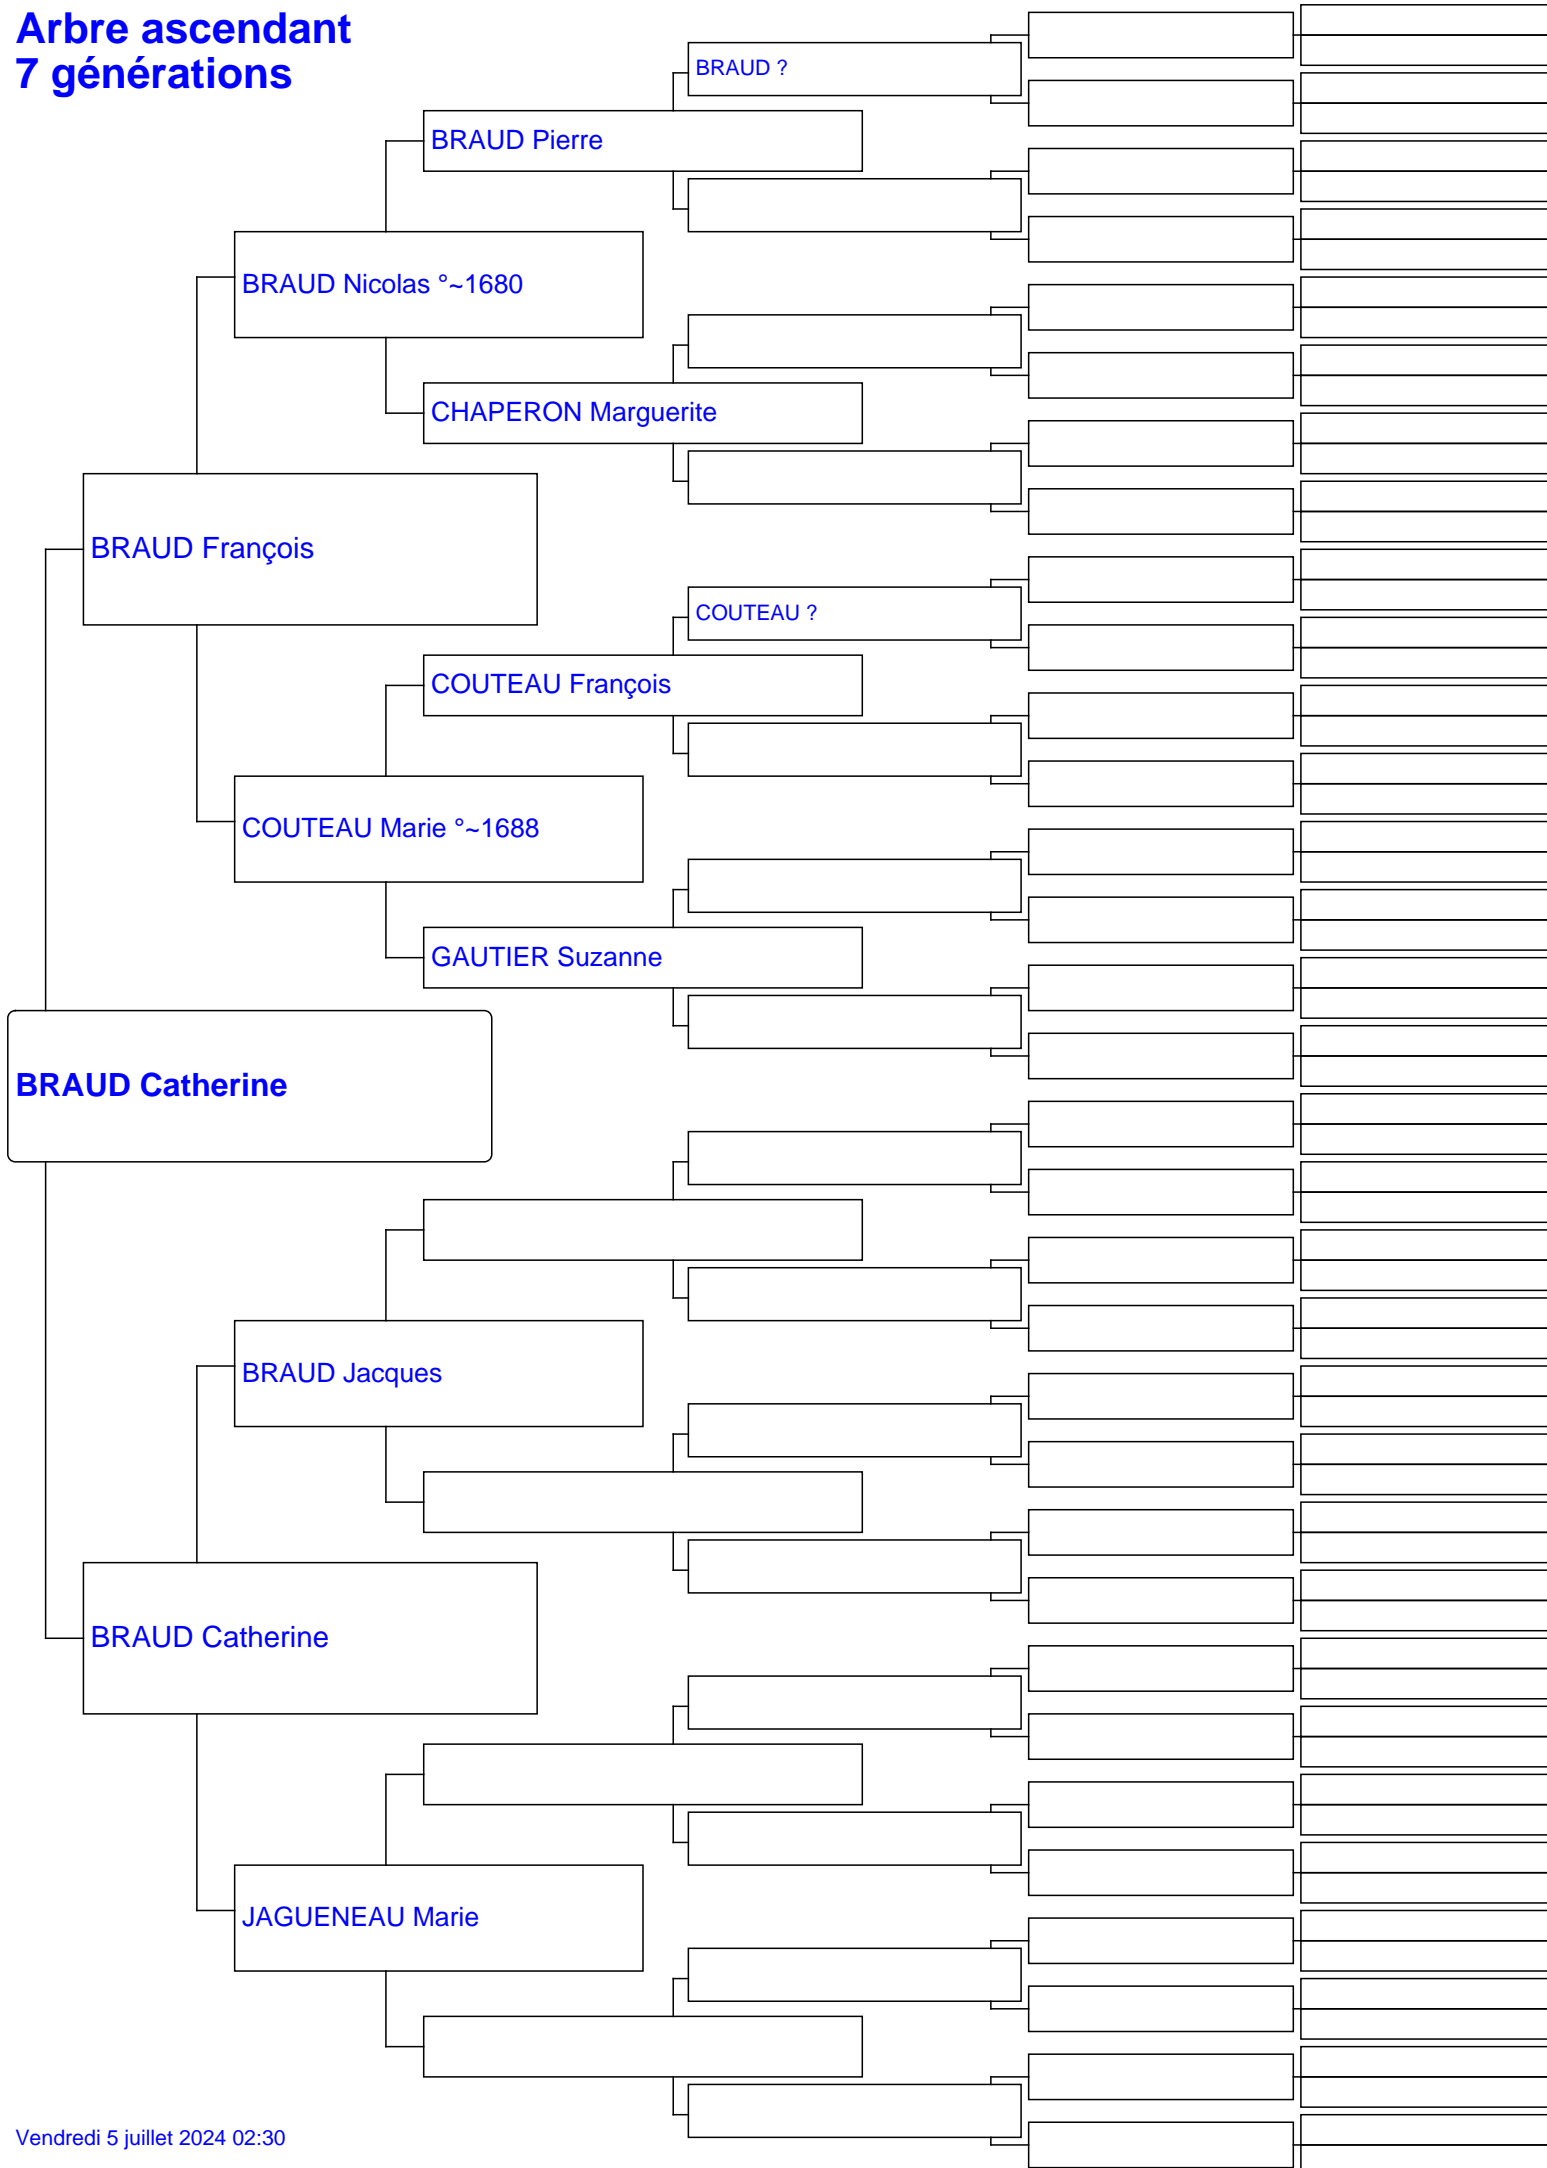 Arbre ascendant
7 générations
BRAUD ?
BRAUD Pierre
BRAUD Nicolas °~1680
CHAPERON Marguerite
BRAUD François
COUTEAU ?
COUTEAU François
COUTEAU Marie °~1688
GAUTIER Suzanne
BRAUD Catherine
BRAUD Jacques
BRAUD Catherine
JAGUENEAU Marie
Vendredi 5 juillet 2024 02:30